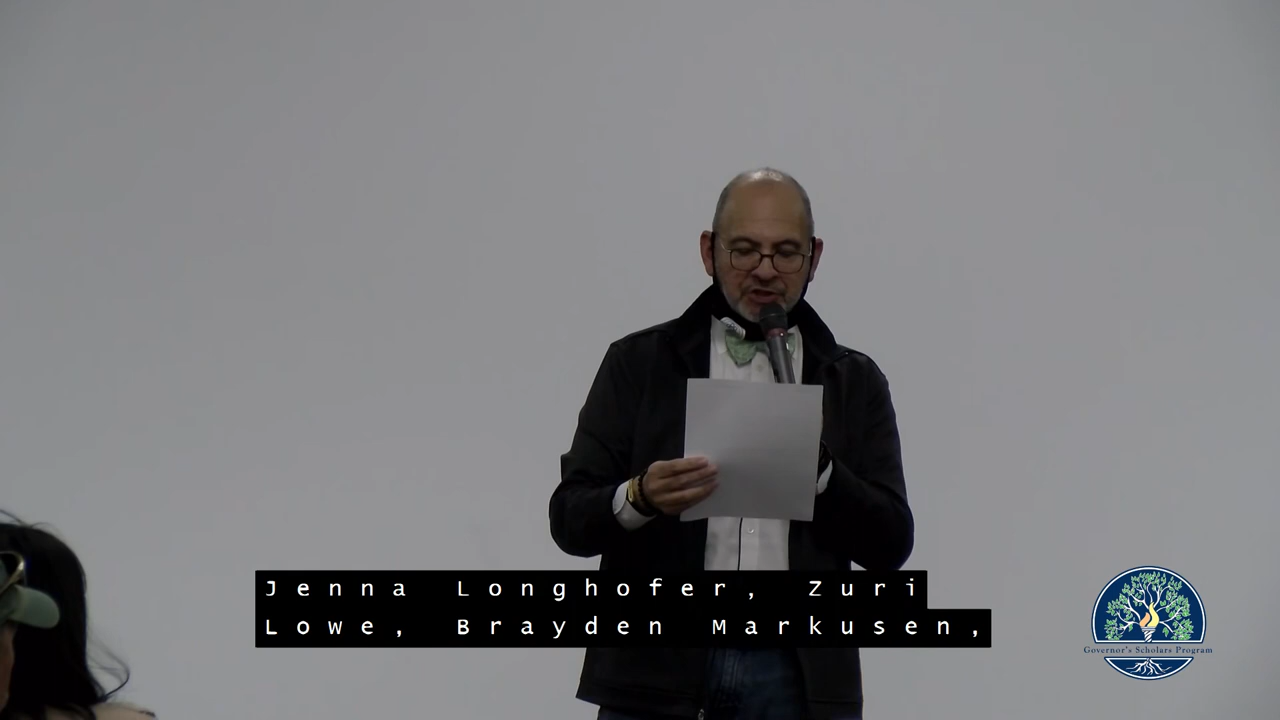 Jenna Longhofer, Zuri
Lowe, Brayden Markusen,
Governor's Scholars Program